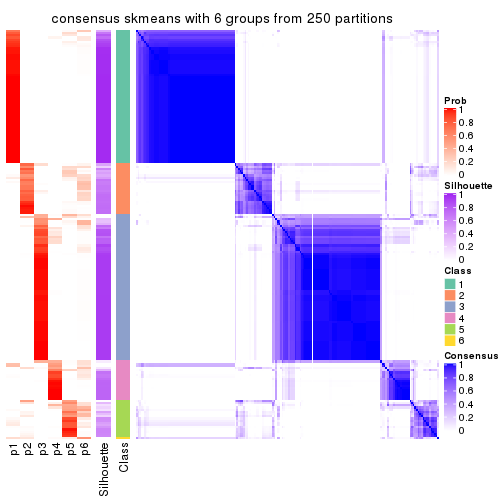 consensus skmeans with 6 groups from 250 partitions
Prob
1
0.8
0.6
0.4
0.2
0
Silhouette
1
0.8
0.6
0.4
0.2
0
Class
1
2
3
4
5
6
Consensus
1
0.8
0.6
0.4
0.2
0
p1
p2
p3
p4
p5
p6
Silhouette
Class